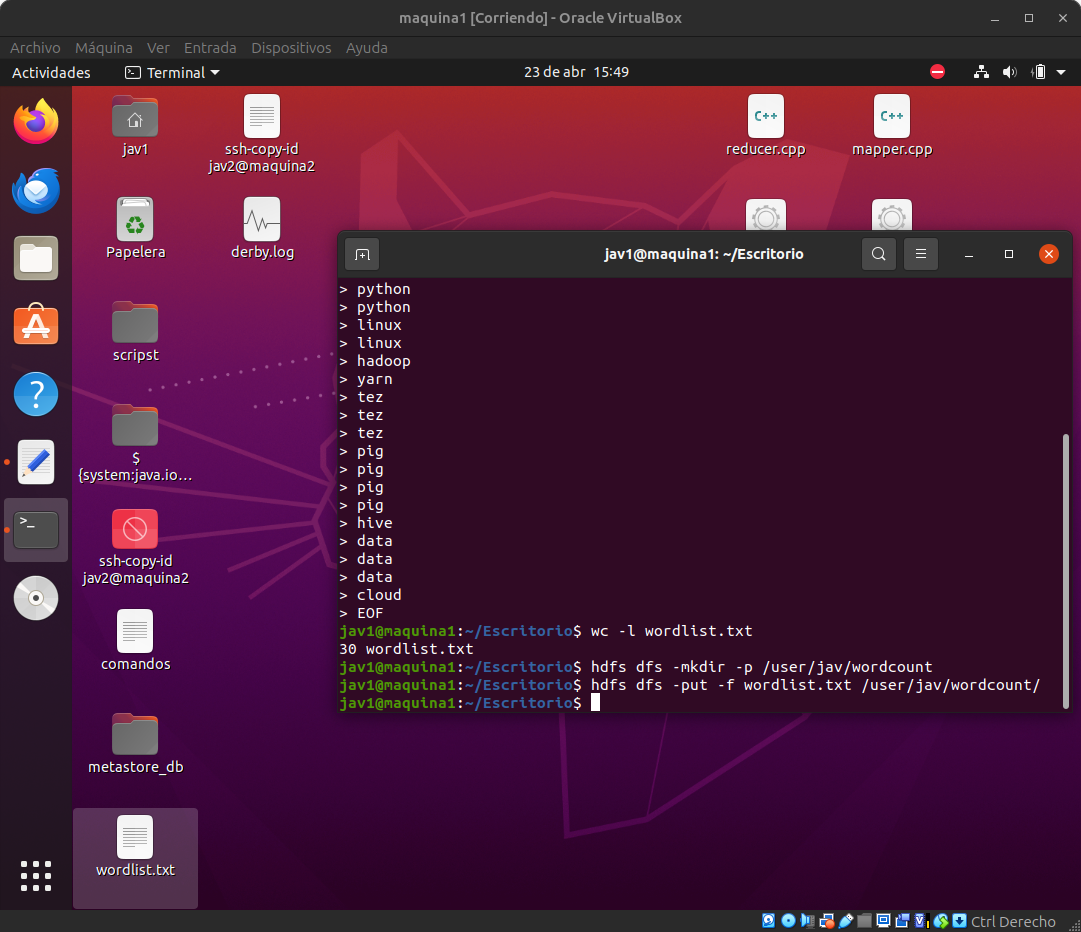 maquina1 [Corriendo] - Oracle VirtualBox
Archivo Máquina Ver Entrada Dispositivos Ayuda
Actividades Terminal 23 de abr 15:49
jav1
ssh-copy-id
jav2@maquina2
C++
reducer.cpp
C++
mapper.cpp
Papelera
derby.log
scripst
$
{system:java.io...
ssh-copy-id
jav2@maquina2
comandos
metastore_db
wordlist.txt
jav1@maquina1: ~/Escritorio
> python
> python
> linux
> linux
> hadoop
> yarn
> tez
> tez
> tez
> pig
> pig
> pig
> pig
> hive
> data
> data
> data
> cloud
> EOF
jav1@maquina1:~/Escritorio$ wc -l wordlist.txt
30 wordlist.txt
jav1@maquina1:~/Escritorio$ hdfs dfs -mkdir -p /user/jav/wordcount
jav1@maquina1:~/Escritorio$ hdfs dfs -put -f wordlist.txt /user/jav/wordcount/
jav1@maquina1:~/Escritorio$
Ctrl Derecho